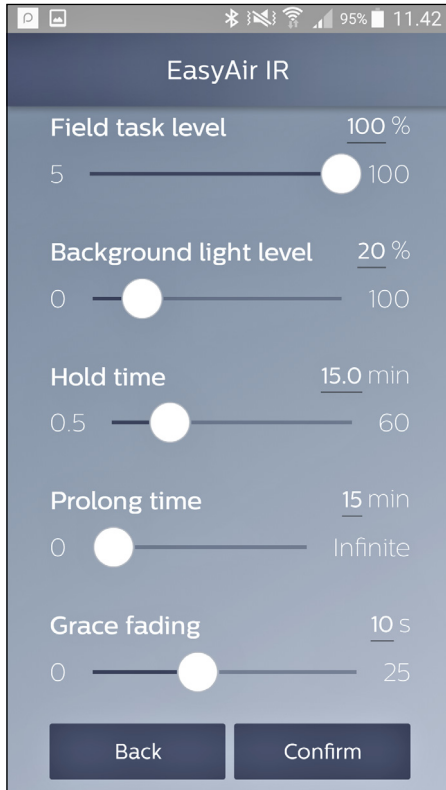 95% 11.42
EasyAir IR
Field task level 100 %
5 100
Background light level 20 %
0 100
Hold time 15.0 min
0.5 60
Prolong time 15 min
0 Infinite
Grace fading 10 s
0 25
Back Confirm